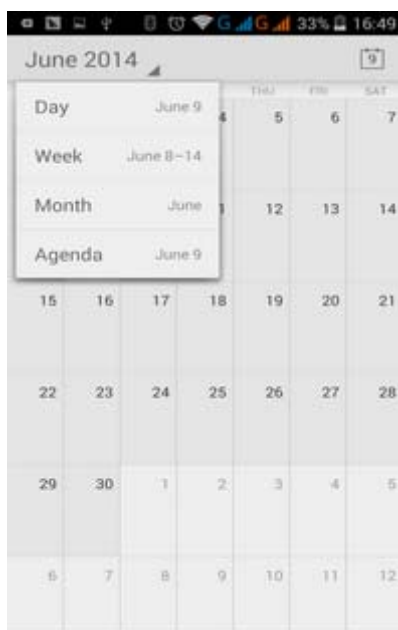 G G 33% 16:49
June 2014 9
THU FRI SAT
Day June 9
4 5 6 7
Week June 8–14
Month June
12 13 14
Agenda June 9
15 16 17 18 19 20 21
22 23 24 25 26 27 28
29 30 1 2 3 4 5
6 7 8 9 10 11 12